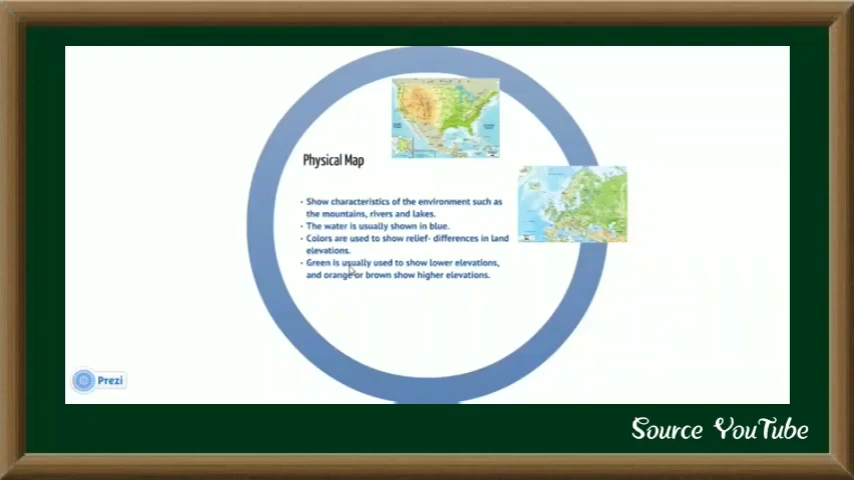 Physical Map
- Show characteristics of the environment such as
the mountains, rivers and lakes.
- The water is usually shown in blue.
- Colors are used to show relief- differences in land
elevations.
- Green is usually used to show lower elevations,
and orange or brown show higher elevations.
Prezi
Source YouTube